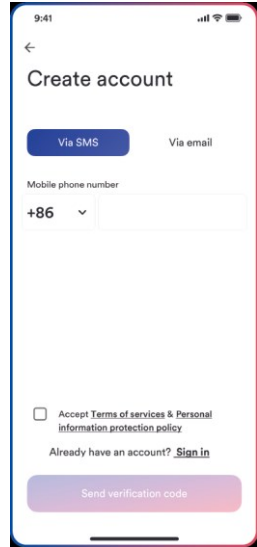 9:41
Create account
Via SMS
Via email
Mobile phone number
+86
Accept Terms of services & Personal
information protection policy
Already have an account? Sign in
Send verification code